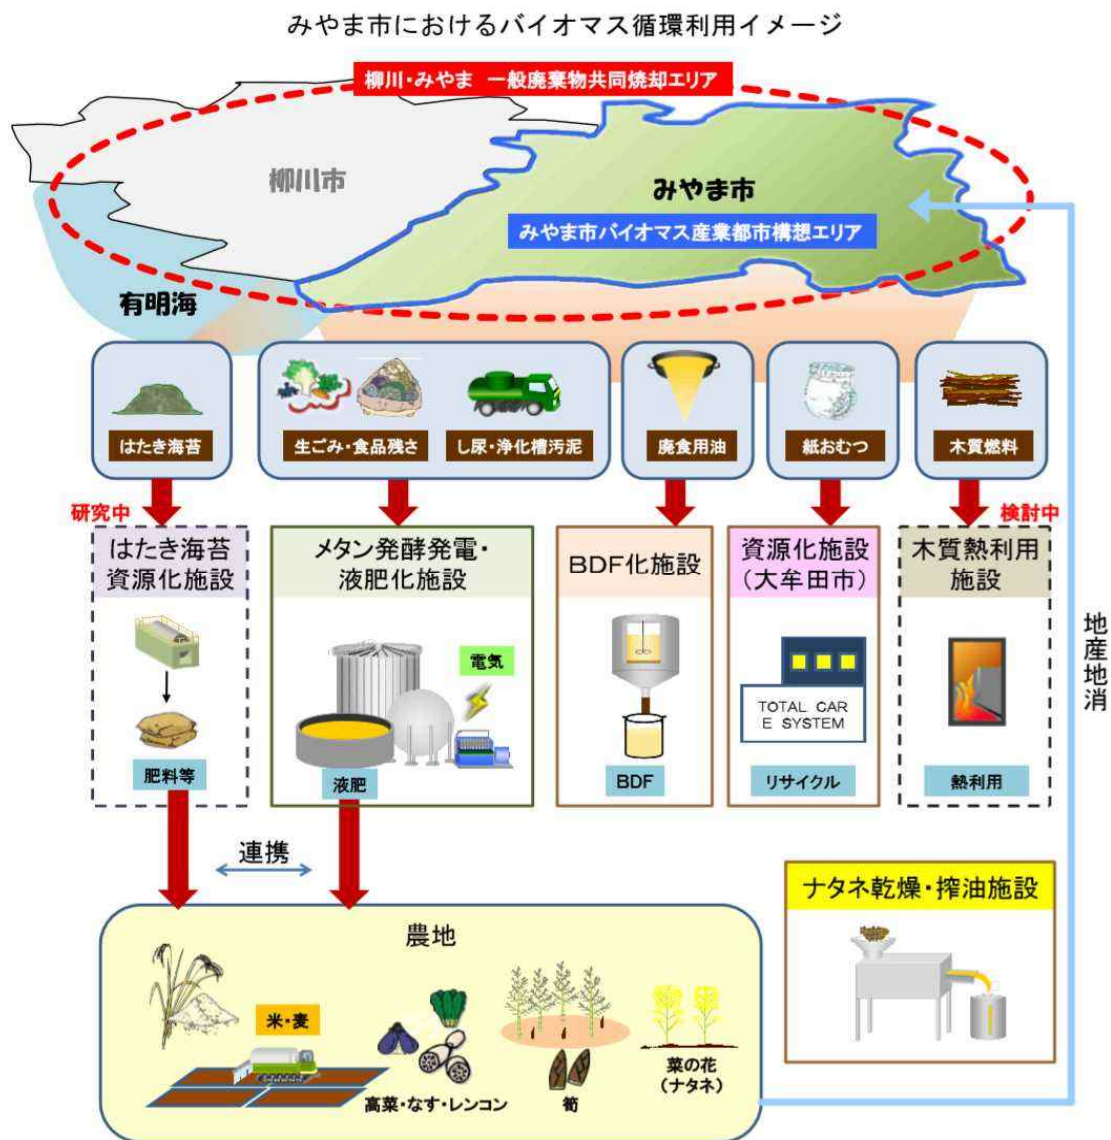 みやま市におけるバイオマス循環利用イメージ
柳川・みやま 一般廃棄物共同焼却エリア
柳川市
みやま市
みやま市バイオマス産業都市構想エリア
有明海
はたき海苔
生ごみ・食品残さ
し尿・浄化槽汚泥
廃食用油
紙おむつ
木質燃料
研究中
検討中
はたき海苔
資源化施設
メタン発酵発電・
液肥化施設
BDF化施設
資源化施設
(大牟田市)
木質熱利用
施設
電気
TOTAL CAR
E SYSTEM
肥料等
液肥
BDF
リサイクル
熱利用
地産地消
連携
ナタネ乾燥・搾油施設
農地
米・麦
高菜・なす・レンコン
筍
菜の花
(ナタネ)